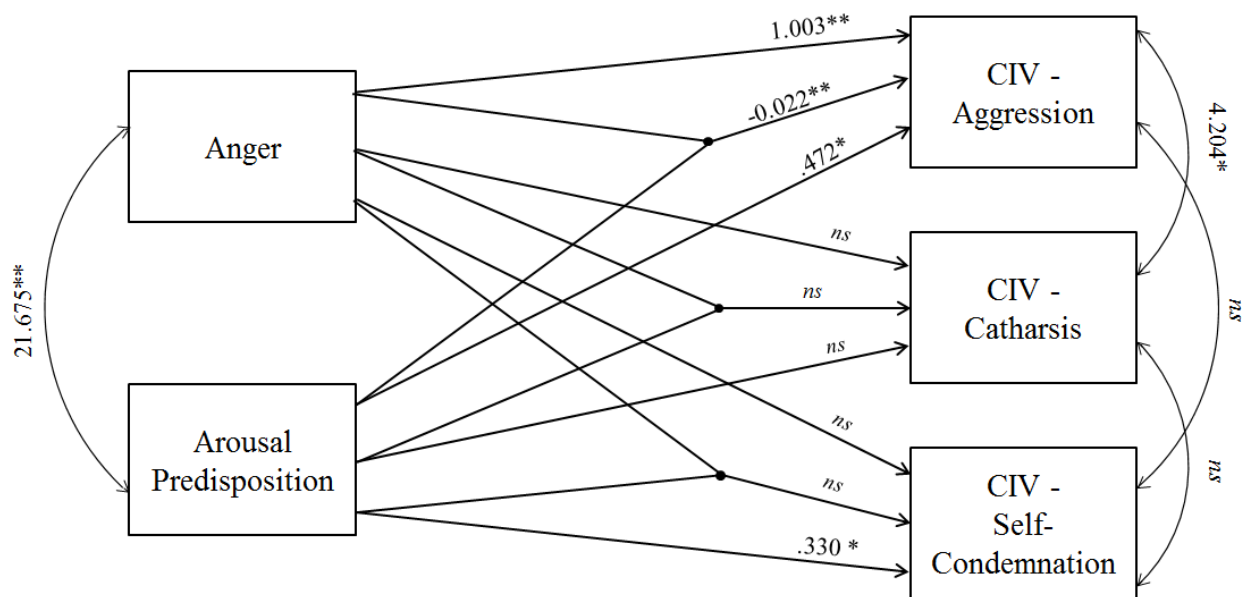 1.003**
CIV -
Aggression
Anger
-0.022**
.472*
4.204*
ns
CIV -
Catharsis
ns
ns
ns
21.675**
Arousal
Predisposition
ns
ns
ns
CIV -
Self-
Condemnation
.330 *